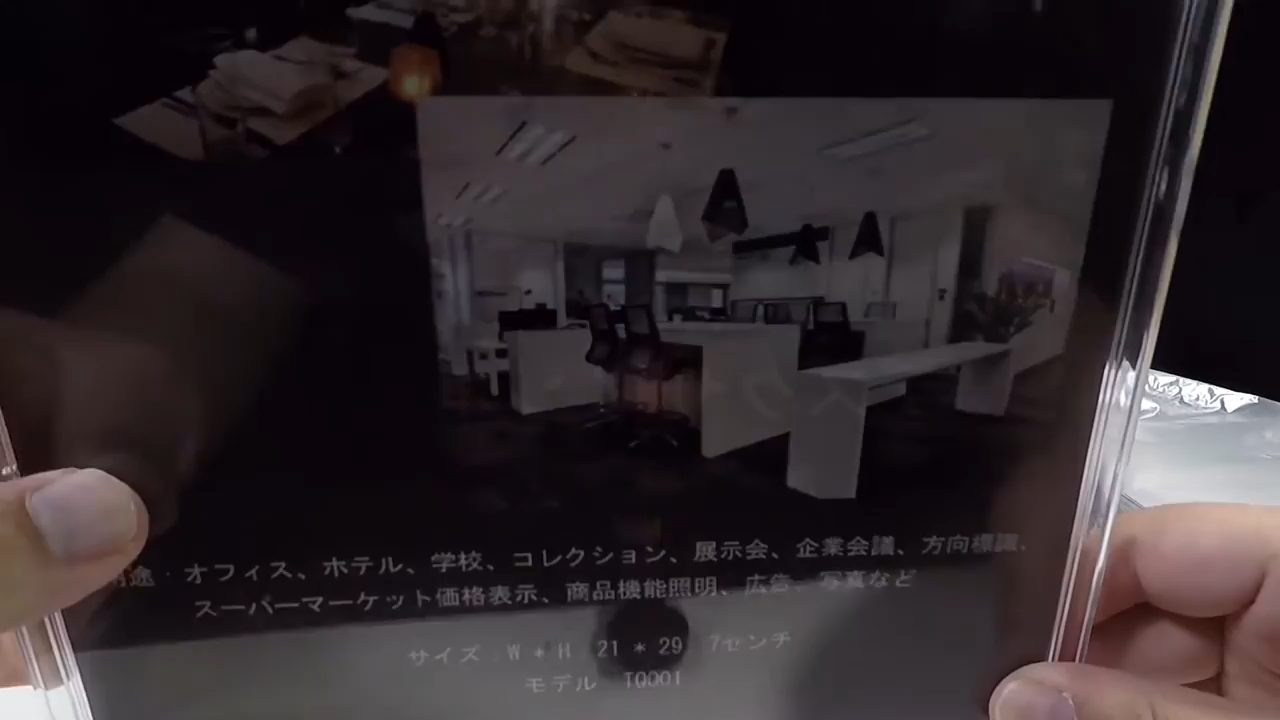 用途・オフィス、ホテル、学校、コレクション、展示会、企業会議、方向標識、
スーパーマーケット価格表示、商品機能照明、広告、写真など
サイズ：W * H 21 * 29.7センチ
モデル TQ001